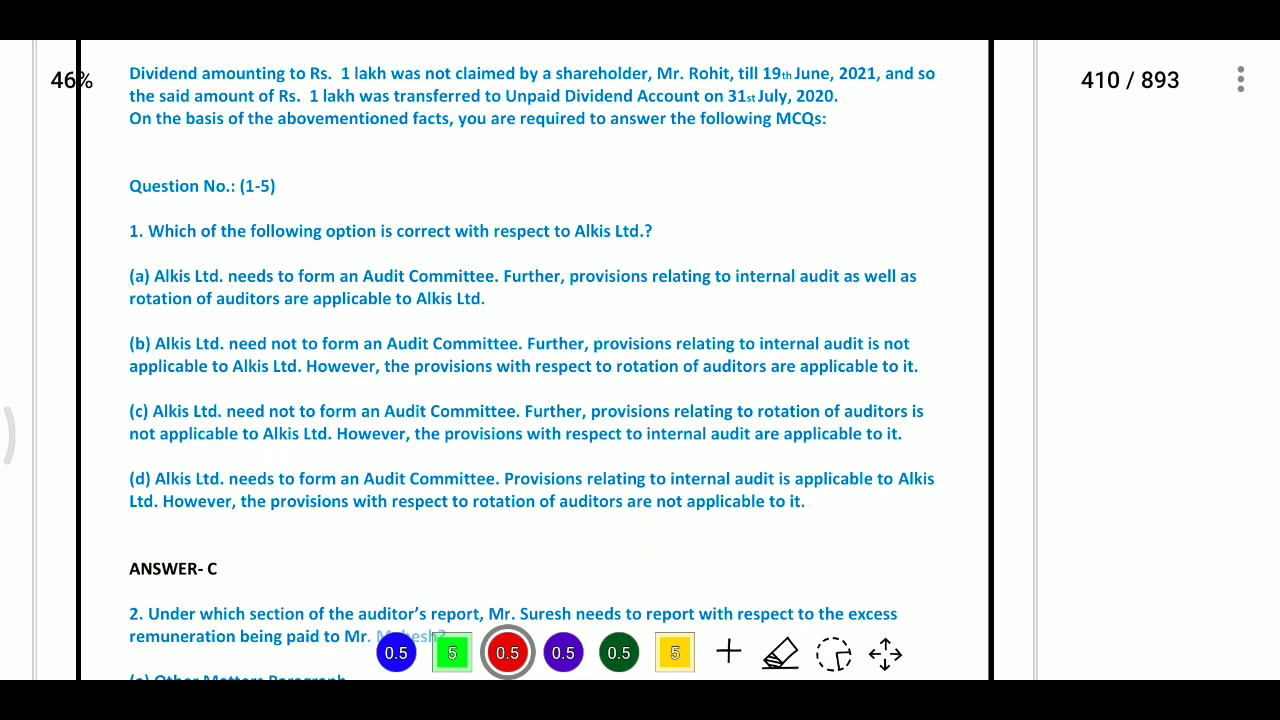 46%
410 / 893
Dividend amounting to Rs.  1 lakh was not claimed by a shareholder, Mr. Rohit, till 19th June, 2021, and so
the said amount of Rs.  1 lakh was transferred to Unpaid Dividend Account on 31st July, 2020.
On the basis of the abovementioned facts, you are required to answer the following MCQs:
Question No.: (1-5)
1. Which of the following option is correct with respect to Alkis Ltd.?
(a) Alkis Ltd. needs to form an Audit Committee. Further, provisions relating to internal audit as well as
rotation of auditors are applicable to Alkis Ltd.
(b) Alkis Ltd. need not to form an Audit Committee. Further, provisions relating to internal audit is not
applicable to Alkis Ltd. However, the provisions with respect to rotation of auditors are applicable to it.
(c) Alkis Ltd. need not to form an Audit Committee. Further, provisions relating to rotation of auditors is
not applicable to Alkis Ltd. However, the provisions with respect to internal audit are applicable to it.
(d) Alkis Ltd. needs to form an Audit Committee. Provisions relating to internal audit is applicable to Alkis
Ltd. However, the provisions with respect to rotation of auditors are not applicable to it.
ANSWER- C
2. Under which section of the auditor's report, Mr. Suresh needs to report with respect to the excess
remuneration being paid to Mr.
0.5 5 0.5 0.5 0.5 5
(a) Other Matters Paragraph